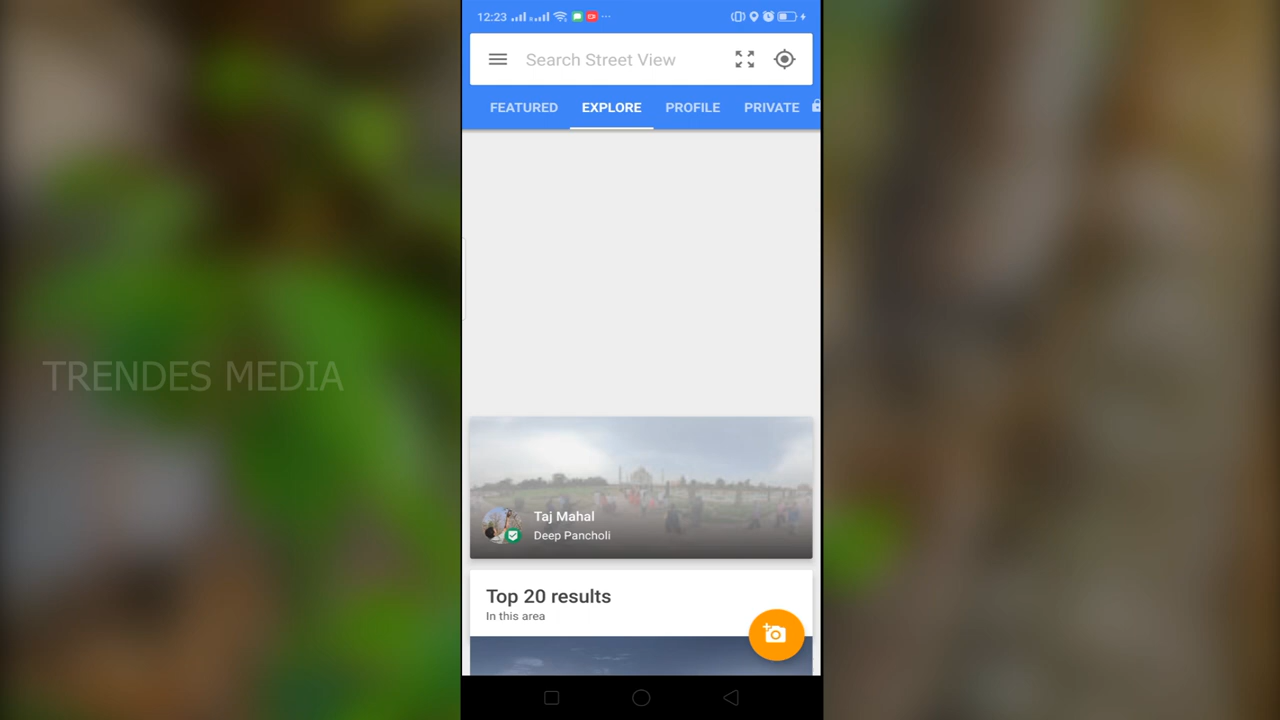 12:23
Search Street View
FEATURED EXPLORE PROFILE PRIVATE
TRENDES MEDIA
Taj Mahal
Deep Pancholi
Top 20 results
In this area